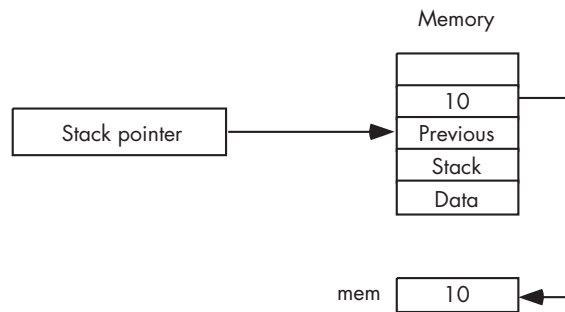 Memory
10
Stack pointer
Previous
Stack
Data
mem
10